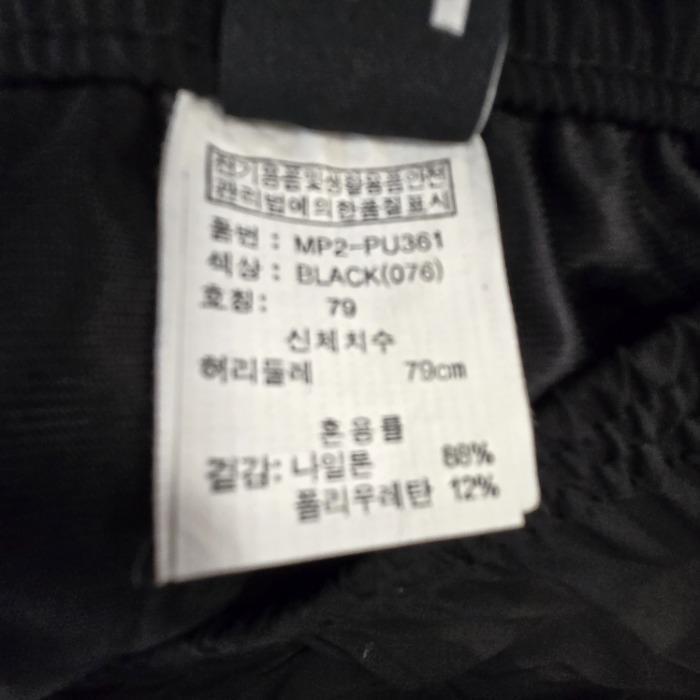 전기용품및생활용품안전
관리법에의한품질표시
품번 : MP2-PU361
색상 : BLACK(076)
호칭: 79
신체치수
허리둘레 79cm
혼용률
겉감: 나일론 88%
폴리우레탄 12%